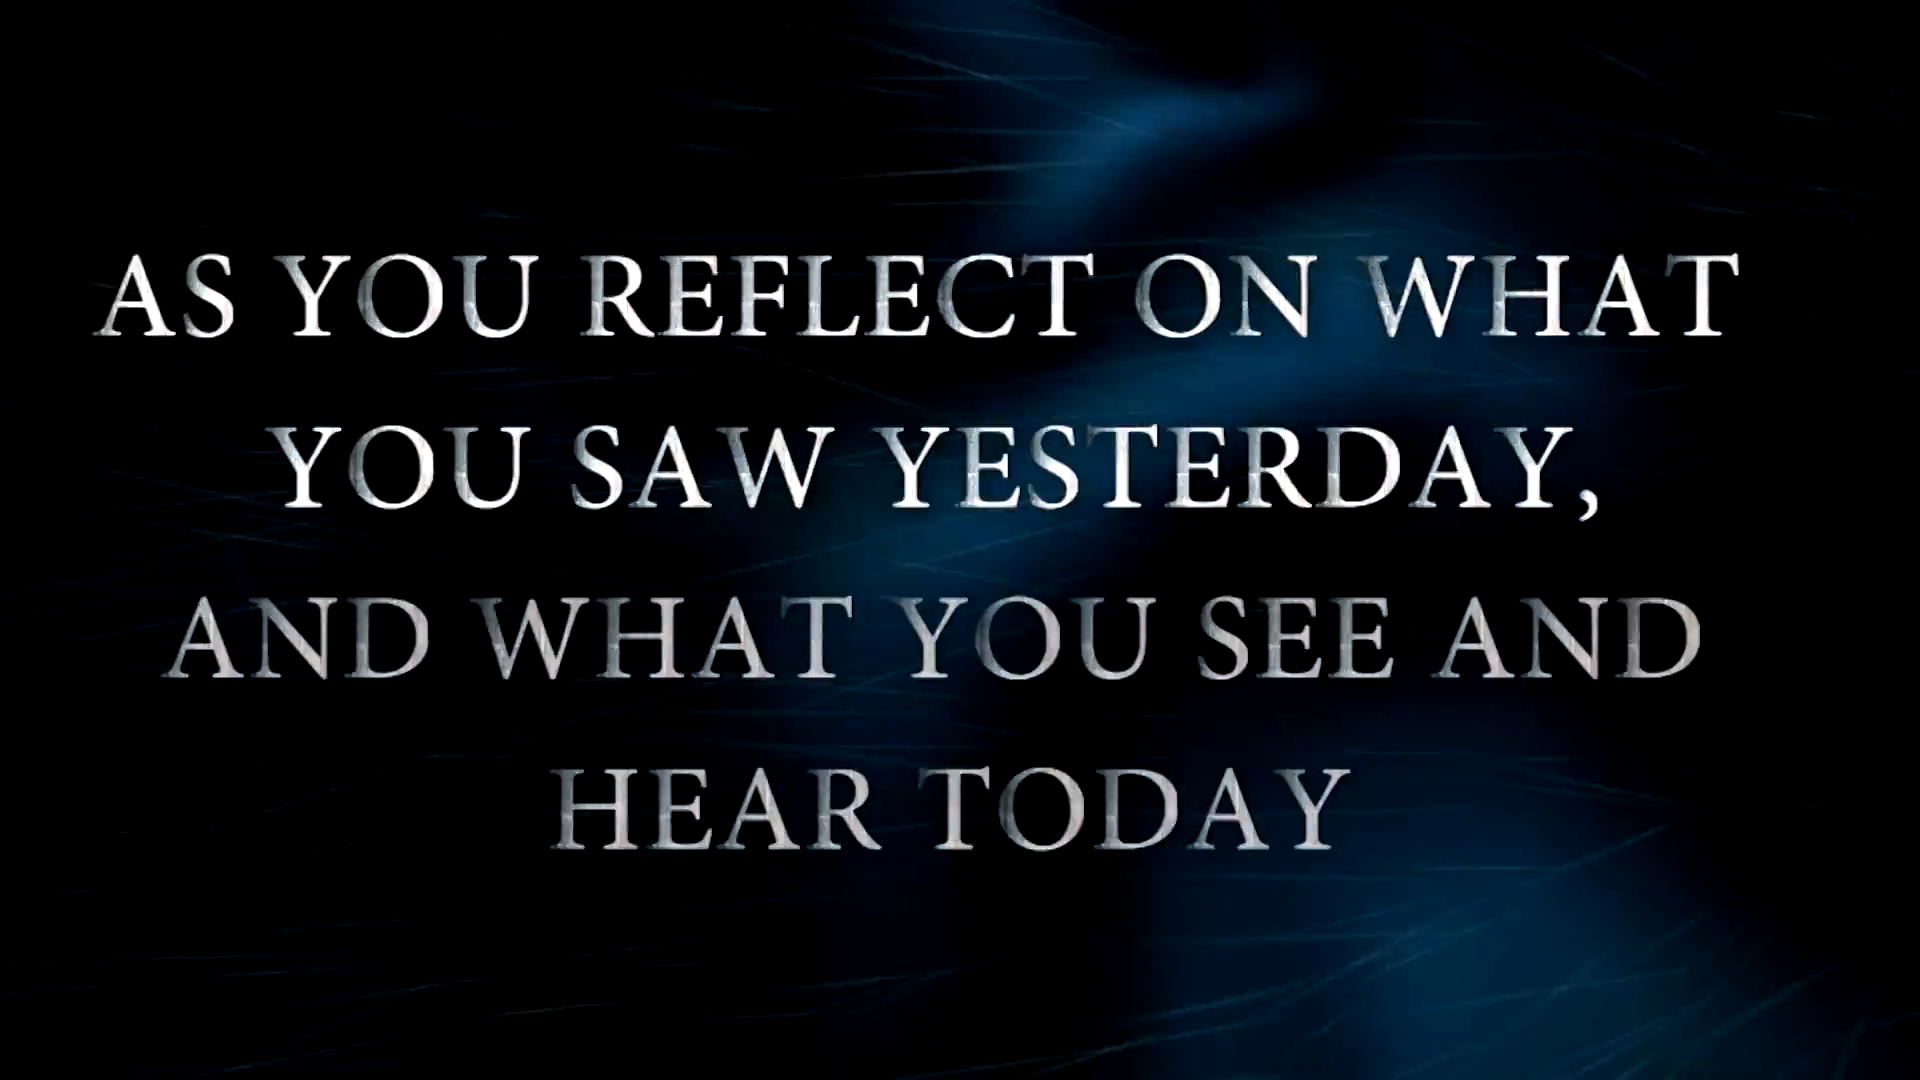 AS YOU REFLECT ON WHAT
YOU SAW YESTERDAY,
AND WHAT YOU SEE AND
HEAR TODAY